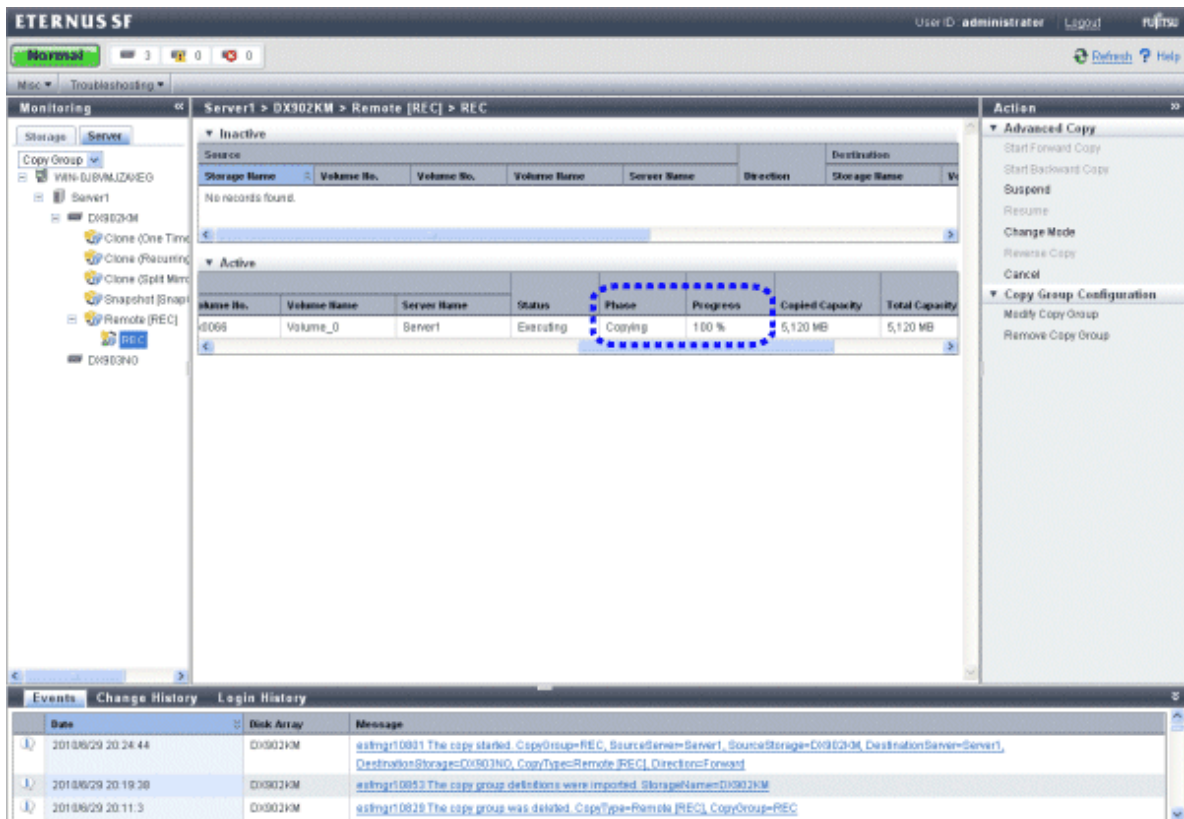 ETERNUS SF
UserID: administrator Logout FUJITSU
Normal 3 0 0
Refresh ? Help
Misc Troubleshooting
Monitoring
Server1 > DX902KM > Remote [REC] > REC
Action
Storage Server
Copy Group
Server1
DX902KM
Clone (One Time
Clone (Recurring
Clone (Split Mirro
Snapshot [Snap
Remote [REC]
REC
DX903NO
Inactive
Source Destination
Storage Name Volume No. Volume No. Volume Name Server Name Direction Storage Name
No records found.
Active
Volume Name Server Name Status Phase Progress Copied Capacity Total Capacity
x0066 Volume_0 Server1 Executing Copying 100 % 5,120 MB 5,120 MB
Advanced Copy
Start Forward Copy
Start Backward Copy
Suspend
Resume
Change Mode
Reverse Copy
Cancel
Copy Group Configuration
Modify Copy Group
Remove Copy Group
Events Change History Login History
Date Disk Array Message
2010/6/29 20:24:44 DX902KM esfmgr10801 The copy started. CopyGroup=REC, SourceServer=Server1, SourceStorage=DX902KM, DestinationServer=Server1,
DestinationStorage=DX903NO, CopyType=Remote [REC], Direction=Forward
2010/6/29 20:19:38 DX902KM esfmgr10853 The copy group definitions were imported. StorageName=DX902KM
2010/6/29 20:11:3 DX902KM esfmgr10829 The copy group was deleted. CopyType=Remote [REC], CopyGroup=REC